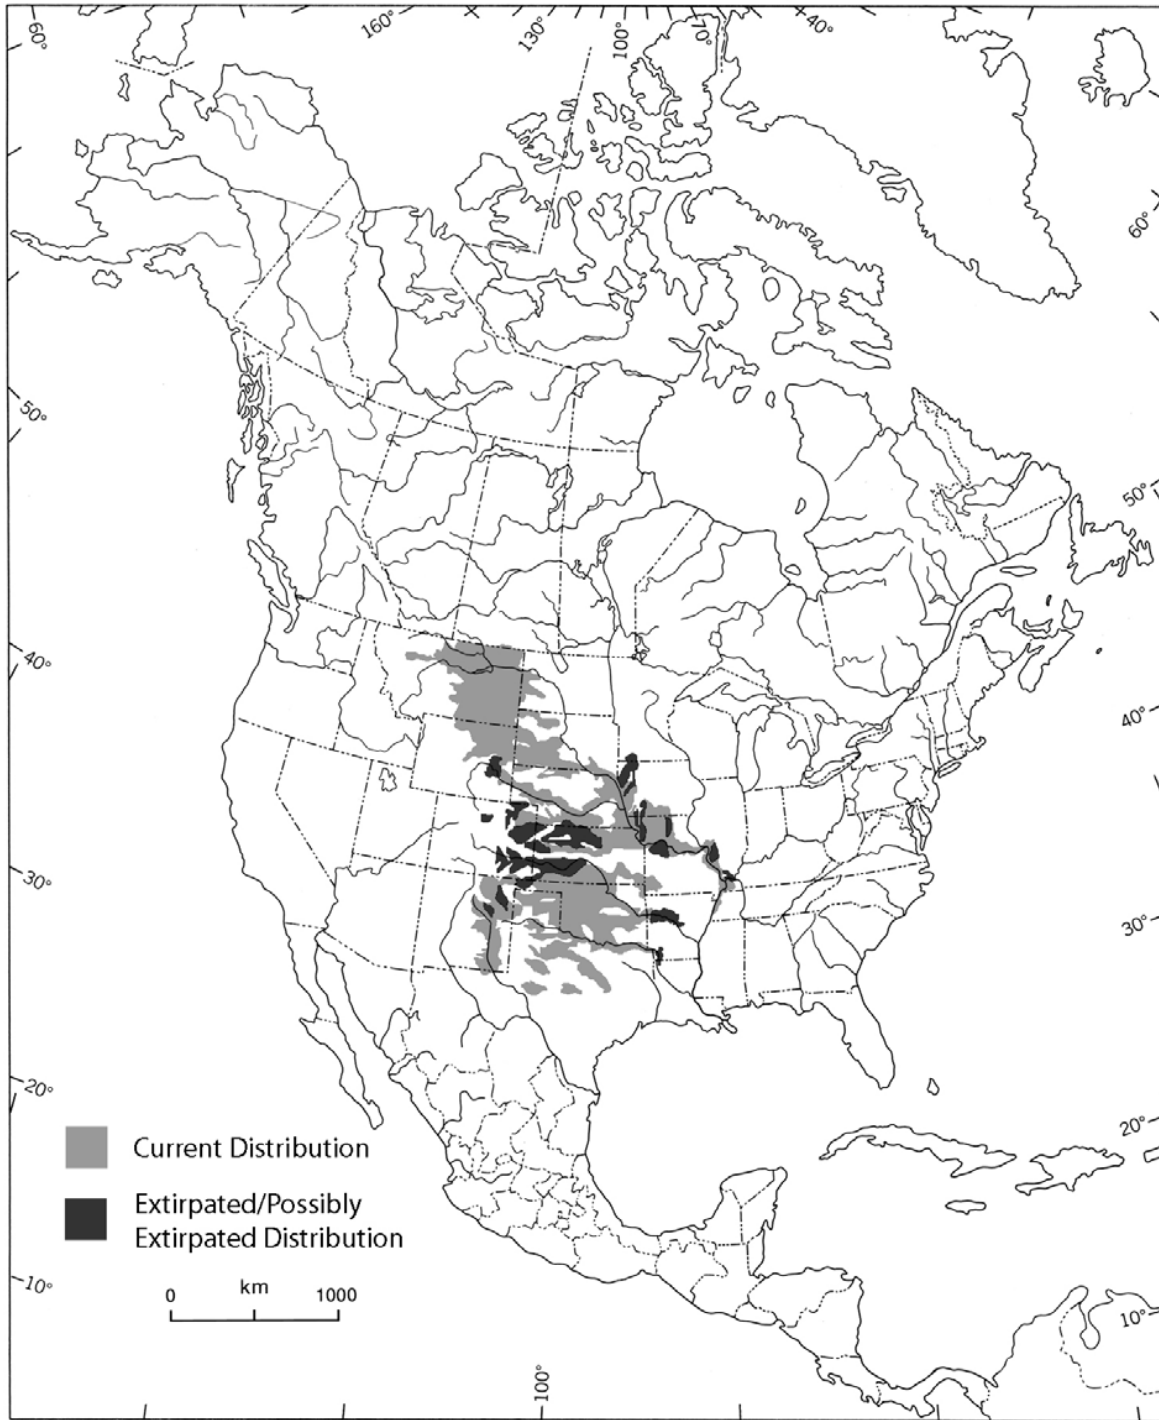 60° 160° 130° 100° 70° 40°
60°
50°
50°
40°
40°
30°
30°
20°
20°
Current Distribution
Extirpated/Possibly
Extirpated Distribution
10°
km
0 1000
10°
100°